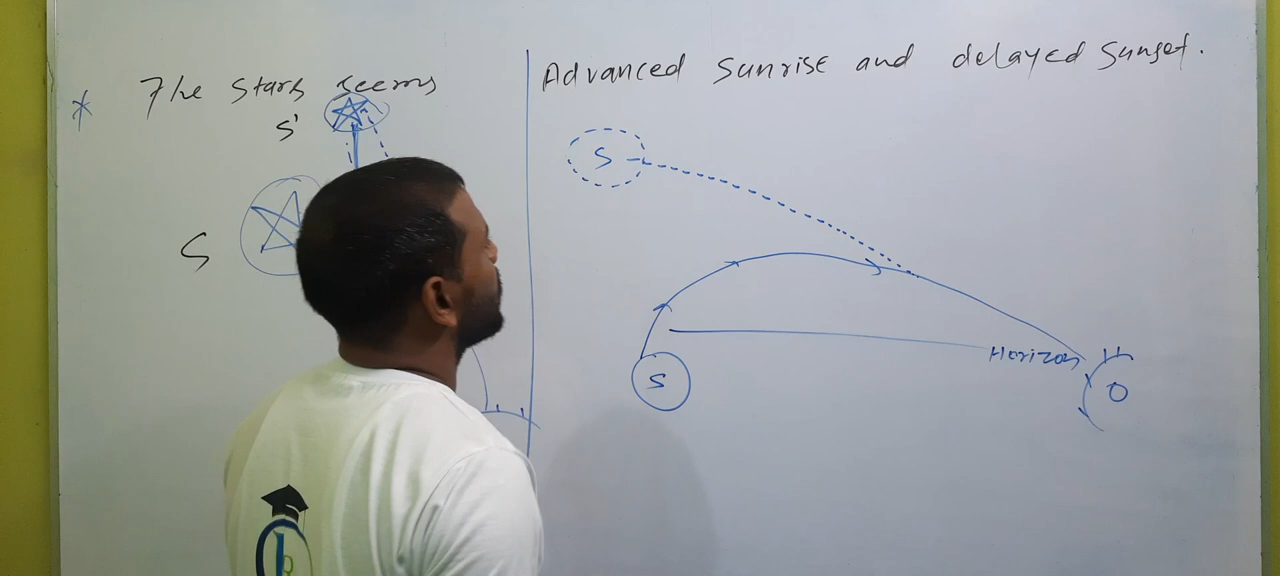 * The stars seems
S'
S
Advanced sunrise and delayed sunset.
S
Horizon
S
O